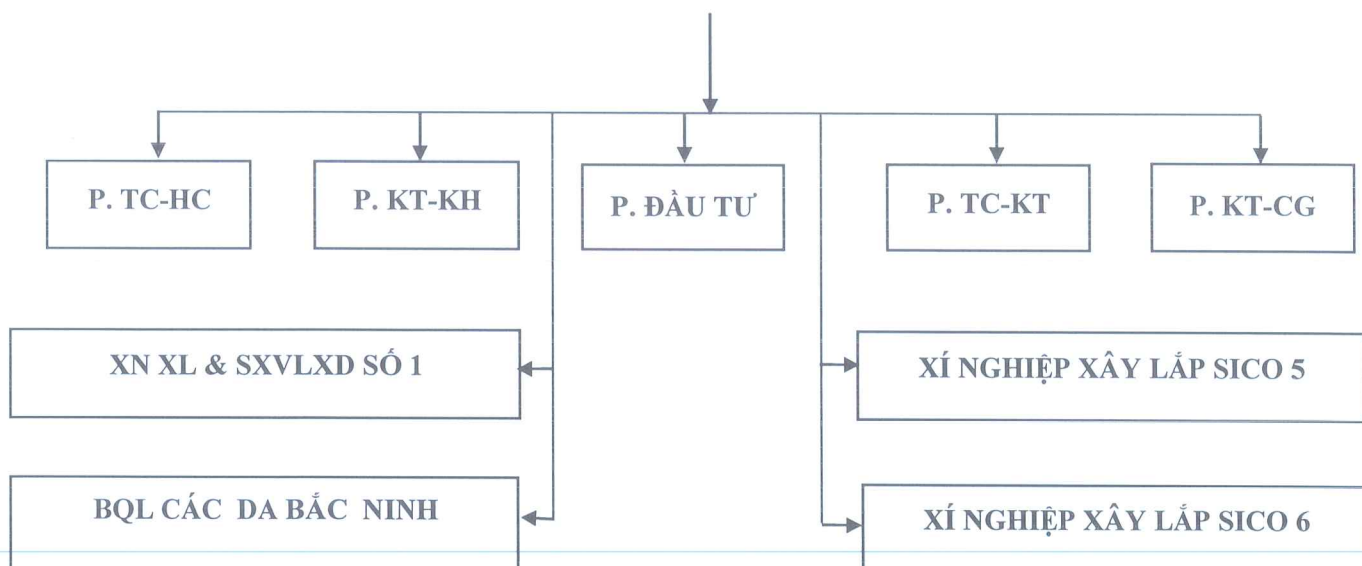 P. TC-HC
P. KT-KH
P. ĐẦU TƯ
P. TC-KT
P. KT-CG
XN XL & SXVLXD SỐ 1
XÍ NGHIỆP XÂY LẮP SICO 5
BQL CÁC DA BẮC NINH
XÍ NGHIỆP XÂY LẮP SICO 6